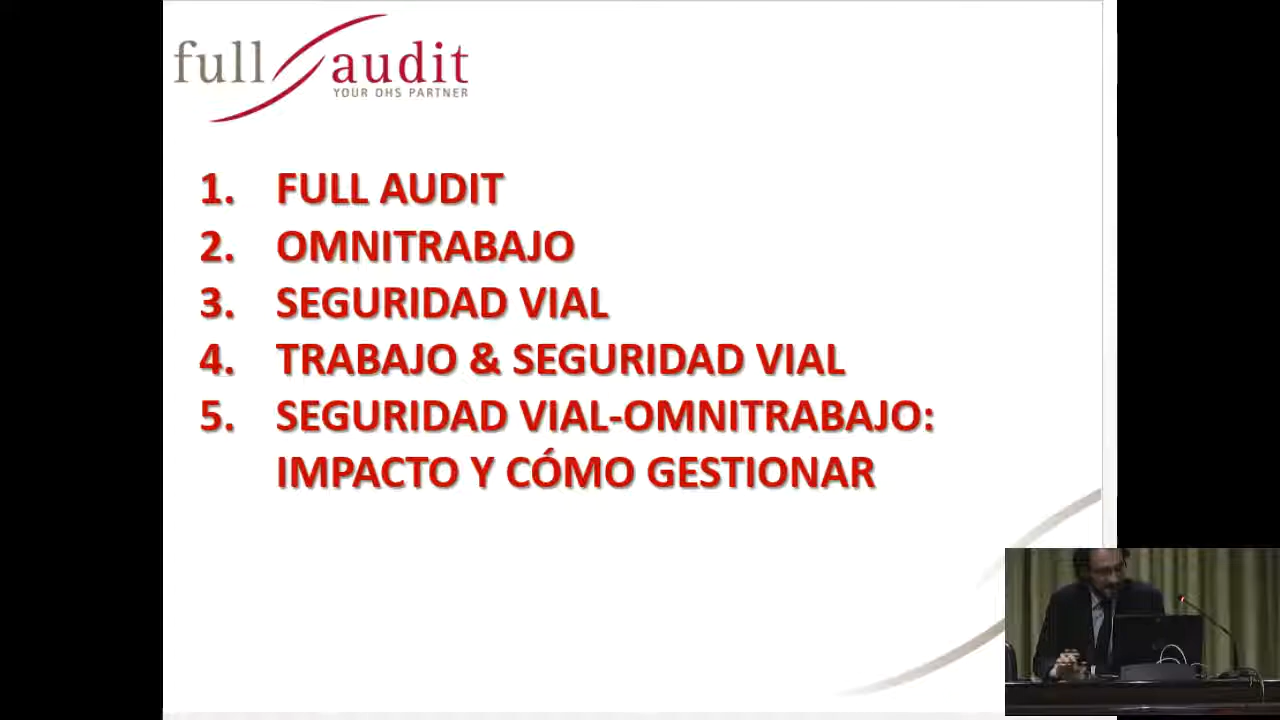 full audit
YOUR OHS PARTNER
1. FULL AUDIT
2. OMNITRABAJO
3. SEGURIDAD VIAL
4. TRABAJO & SEGURIDAD VIAL
5. SEGURIDAD VIAL-OMNITRABAJO:
IMPACTO Y CÓMO GESTIONAR